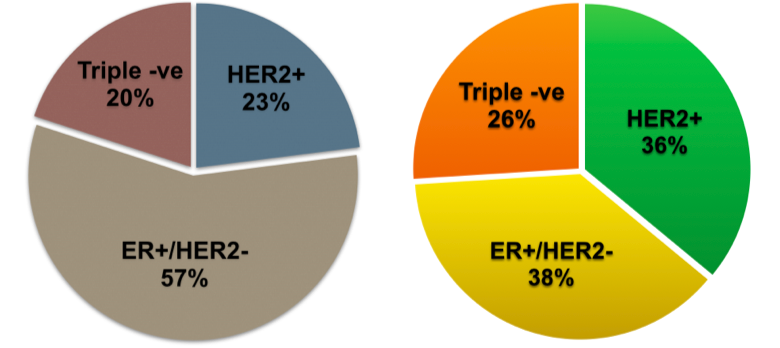 Triple -ve
20%
HER2+
23%
ER+/HER2-
57%
Triple -ve
26%
HER2+
36%
ER+/HER2-
38%